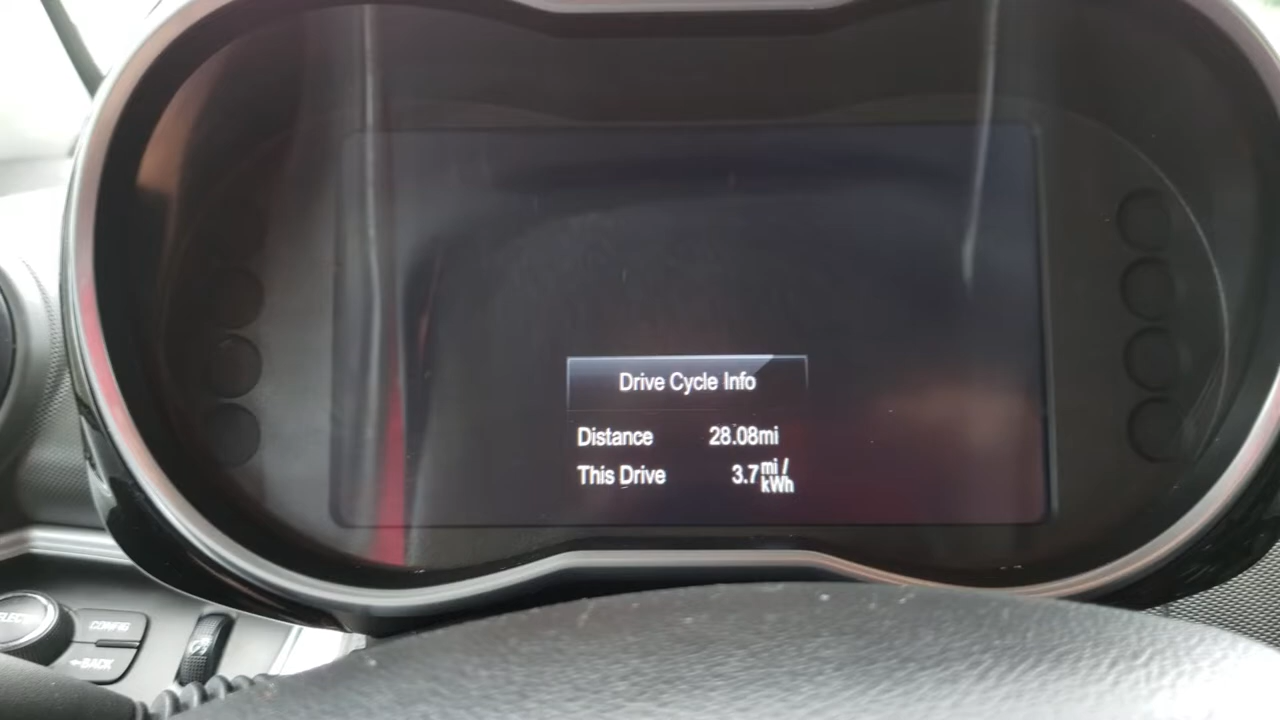 Drive Cycle Info
Distance 28.08mi
This Drive 3.7 mi / kWh
SELECT
CONFIG
←BACK